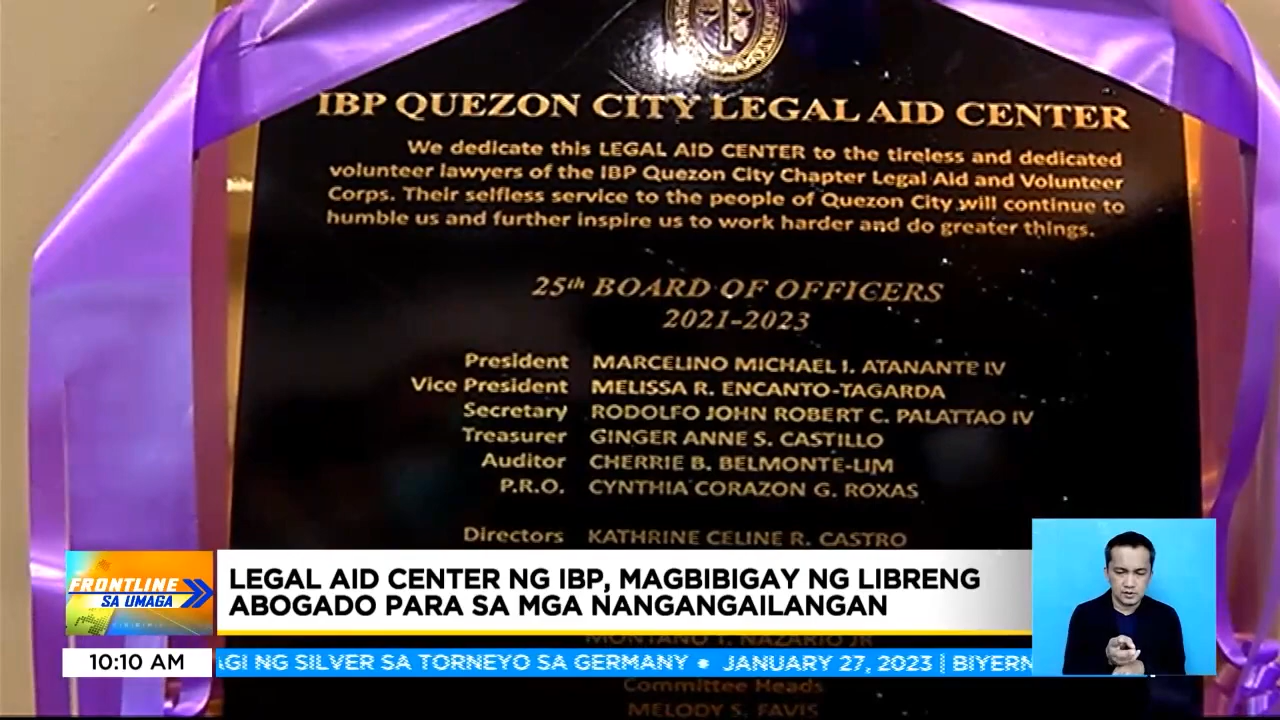 IBP QUEZON CITY LEGAL AID CENTER
We dedicate this LEGAL AID CENTER to the tireless and dedicated
volunteer lawyers of the IBP Quezon City Chapter Legal Aid and Volunteer
Corps. Their selfless service to the people of Quezon City will continue to
humble us and further inspire us to work harder and do greater things.
25th BOARD OF OFFICERS
2021-2023
President MARCELINO MICHAEL I. ATANANTE IV
Vice President MELISSA R. ENCANTO-TAGARDA
Secretary RODOLFO JOHN ROBERT C. PALATTAO IV
Treasurer GINGER ANNE S. CASTILLO
Auditor CHERRIE B. BELMONTE-LIM
P.R.O. CYNTHIA CORAZON G. ROXAS
Directors KATHRINE CELINE R. CASTRO
FRONTLINE
SA UMAGA
LEGAL AID CENTER NG IBP, MAGBIBIGAY NG LIBRENG
ABOGADO PARA SA MGA NANGANGAILANGAN
MONTANO T. NAZARIO JR
10:10 AM AGI NG SILVER SA TORNEYO SA GERMANY • JANUARY 27, 2023 | BIYERN
Committee Heads
MELODY S. FAVIS